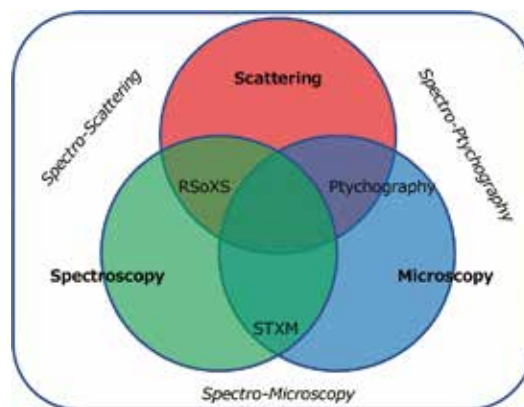 Scattering
Spectro-Scattering
Spectro-Ptychography
RSoXS
Ptychography
Spectroscopy
Microscopy
STXM
Spectro-Microscopy